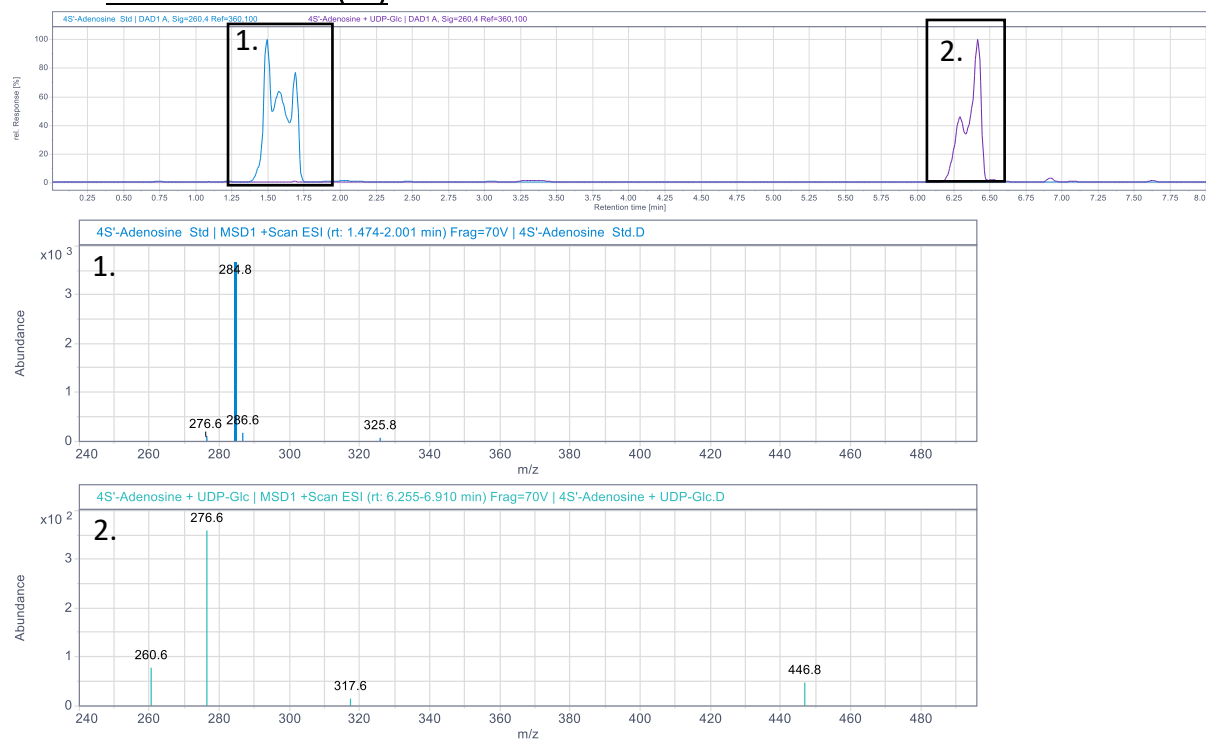 4S'-Adenosine Std | DAD1 A, Sig=260,4 Ref=360,100 4S'-Adenosine + UDP-Glc | DAD1 A, Sig=260,4 Ref=360,100
1.
2.
rel. Response [%]
100
80
60
40
20
0
0.25 0.50 0.75 1.00 1.25 1.50 1.75 2.00 2.25 2.50 2.75 3.00 3.25 3.50 3.75 4.00 4.25 4.50 4.75 5.00 5.25 5.50 5.75 6.00 6.25 6.50 6.75 7.00 7.25 7.50 7.75
Retention time [min]
4S'-Adenosine Std | MSD1 +Scan ESI (rt: 1.474-2.001 min) Frag=70V | 4S'-Adenosine Std.D
x10 3
1.
284.8
3
2
1
0
Abundance
276.6 286.6
325.8
240 260 280 300 320 340 360 380 400 420 440 460 480
m/z
4S'-Adenosine + UDP-Glc | MSD1 +Scan ESI (rt: 6.255-6.910 min) Frag=70V | 4S'-Adenosine + UDP-Glc.D
x10 2
2.
276.6
3
2
1
0
Abundance
260.6
317.6
446.8
240 260 280 300 320 340 360 380 400 420 440 460 480
m/z